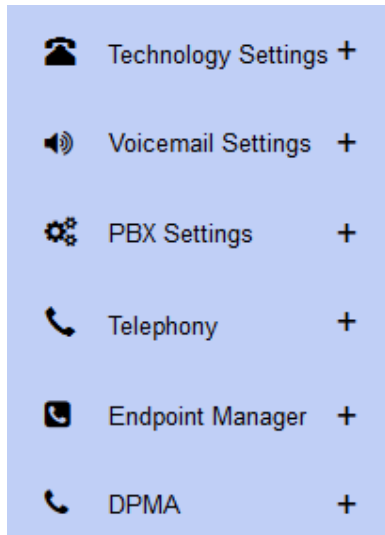 Technology Settings +
Voicemail Settings +
PBX Settings +
Telephony +
Endpoint Manager +
DPMA +